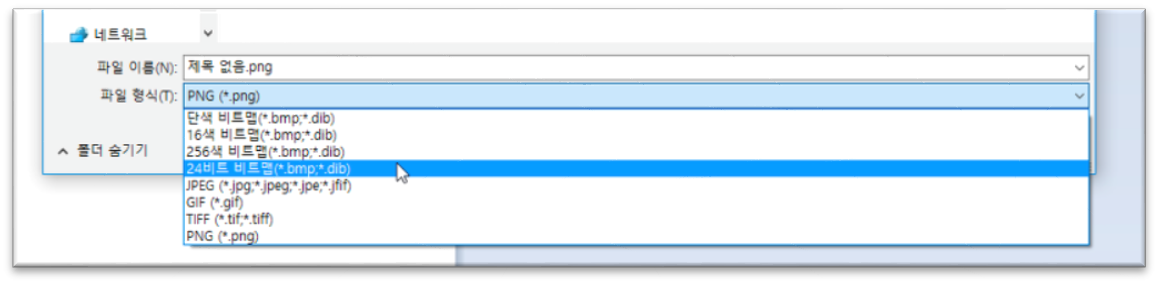 네트워크
파일 이름(N): 제목 없음.png
파일 형식(T): PNG (*.png)
단색 비트맵(*.bmp;*.dib)
16색 비트맵(*.bmp;*.dib)
256색 비트맵(*.bmp;*.dib)
24비트 비트맵(*.bmp;*.dib)
JPEG (*.jpg;*.jpeg;*.jpe;*.jfif)
GIF (*.gif)
TIFF (*.tif;*.tiff)
PNG (*.png)
폴더 숨기기